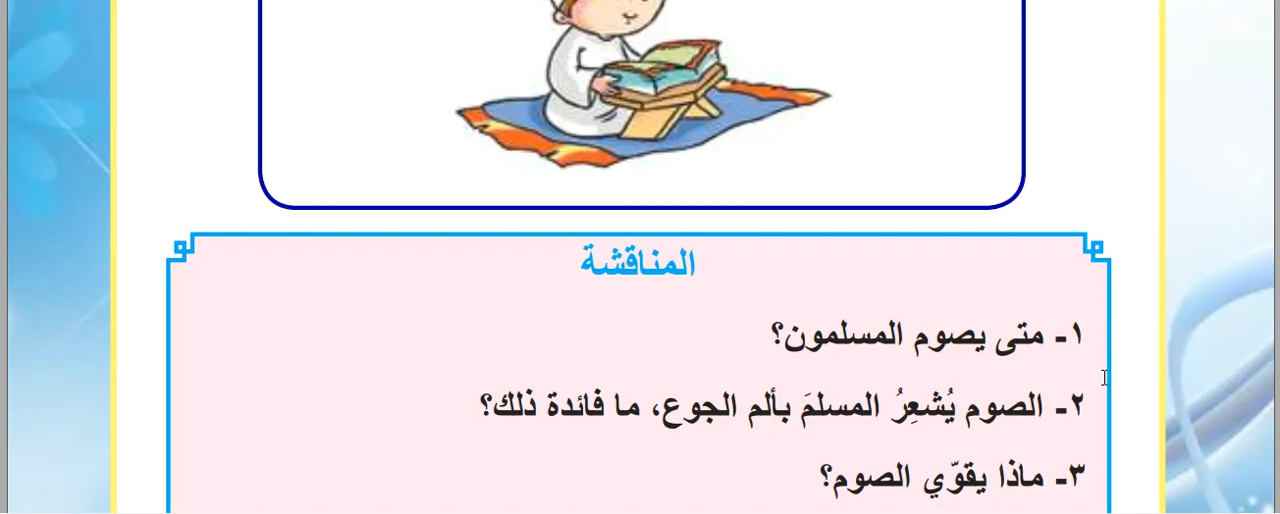 المناقشة
١- متى يصوم المسلمون؟
٢- الصوم يُشعِرُ المسلمَ بألم الجوع، ما فائدة ذلك؟
٣- ماذا يقوّي الصوم؟